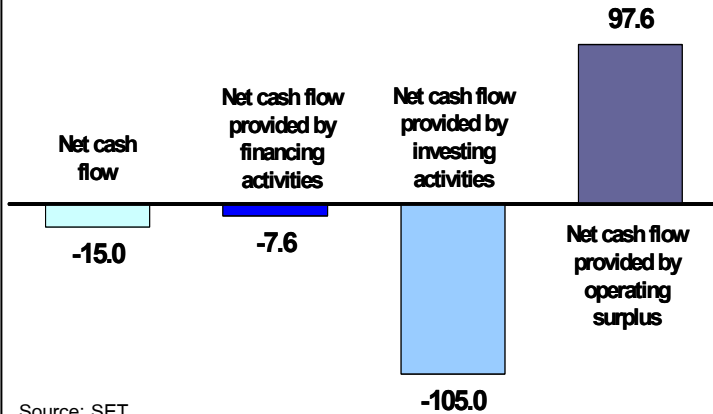 97.6
Net cash
flow
Net cash flow
provided by
financing
activities
Net cash flow
provided by
investing
activities
-15.0
-7.6
Net cash flow
provided by
operating
surplus
-105.0
Source: SET